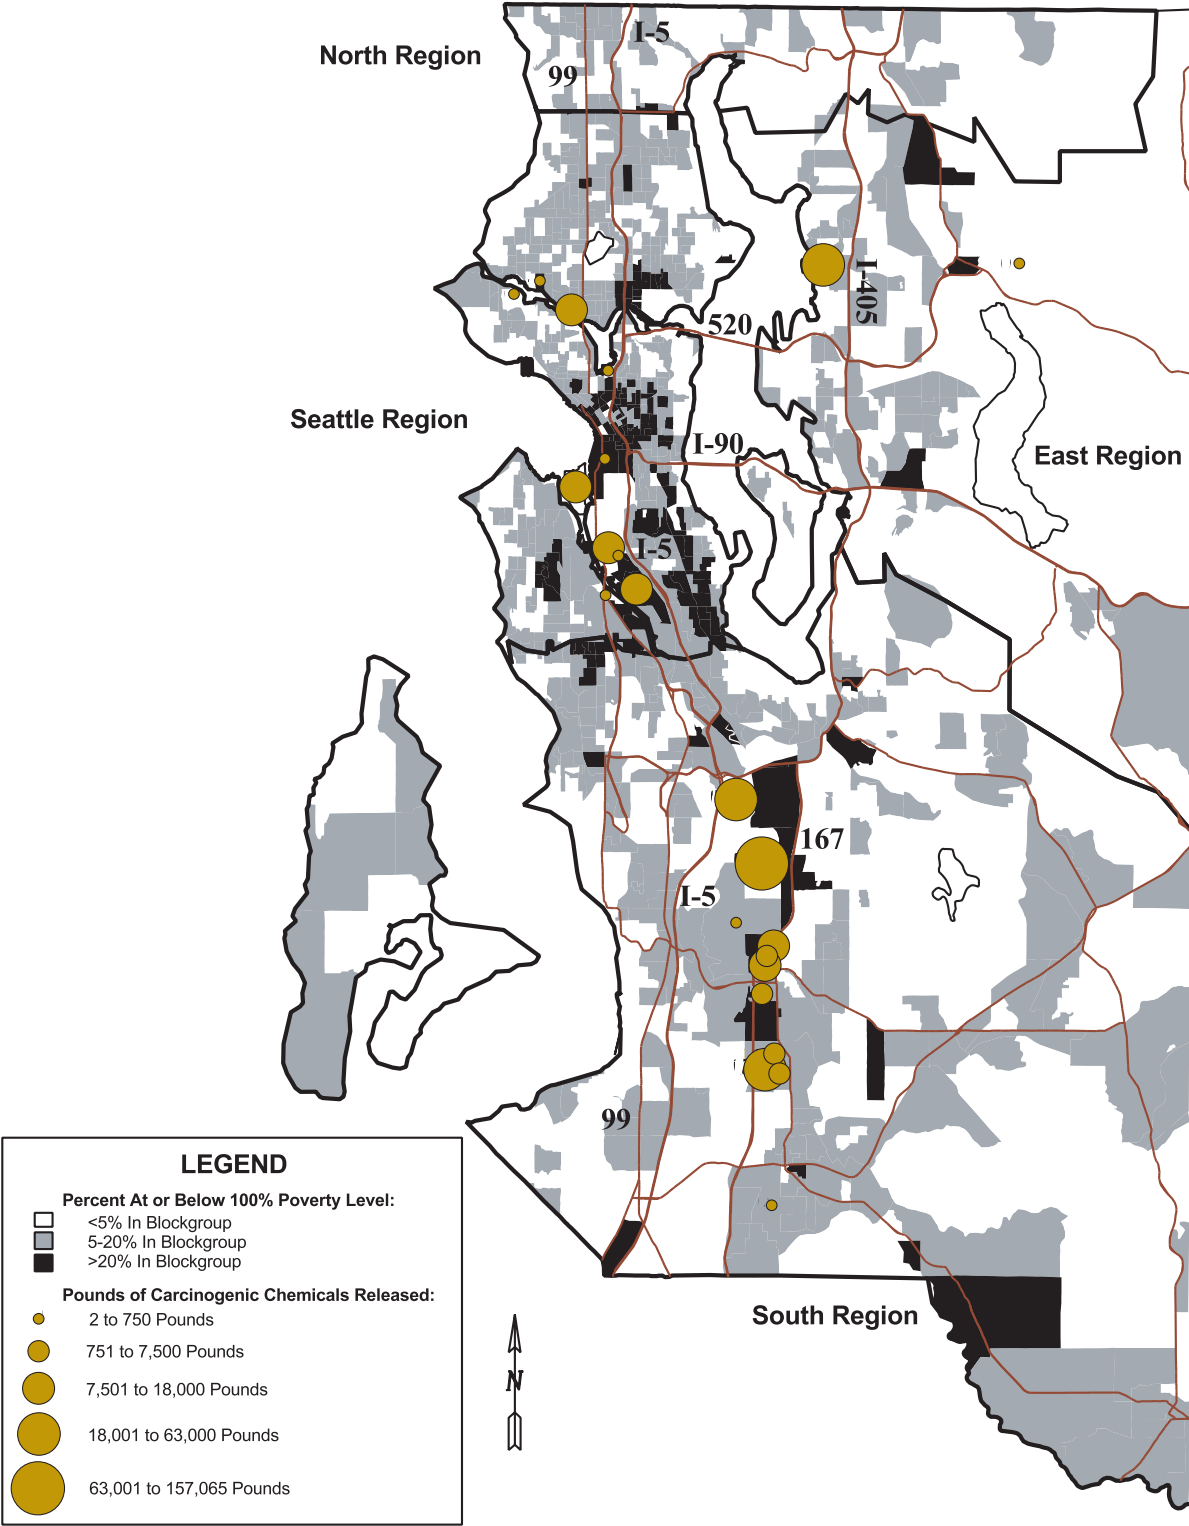 North Region
I-5
99
I-405
520
Seattle Region
I-90
East Region
I-5
167
I-5
99
LEGEND
Percent At or Below 100% Poverty Level:
<5% In Blockgroup
5-20% In Blockgroup
>20% In Blockgroup
Pounds of Carcinogenic Chemicals Released:
2 to 750 Pounds
751 to 7,500 Pounds
7,501 to 18,000 Pounds
18,001 to 63,000 Pounds
63,001 to 157,065 Pounds
South Region
N